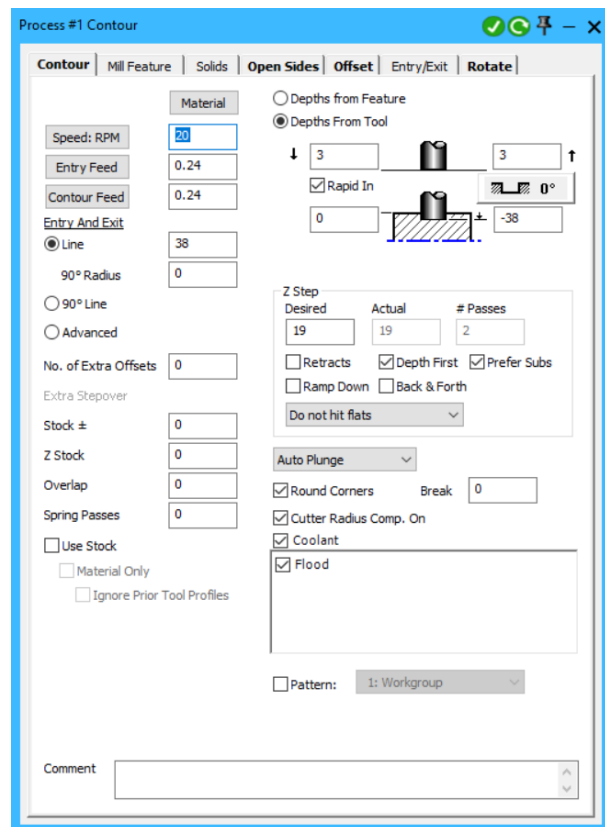 Process #1 Contour
Contour Mill Feature Solids Open Sides Offset Entry/Exit Rotate
Material
Speed: RPM 20
Entry Feed 0.24
Contour Feed 0.24
Entry And Exit
Line 38
90° Radius 0
90° Line
Advanced
No. of Extra Offsets 0
Extra Stepover
Stock ± 0
Z Stock 0
Overlap 0
Spring Passes 0
Use Stock
Material Only
Ignore Prior Tool Profiles
Depths from Feature
Depths From Tool
3 3
Rapid In
0°
0 -38
Z Step
Desired Actual # Passes
19 19 2
Retracts Depth First Prefer Subs
Ramp Down Back & Forth
Do not hit flats
Auto Plunge
Round Corners Break 0
Cutter Radius Comp. On
Coolant
Flood
Pattern: 1: Workgroup
Comment